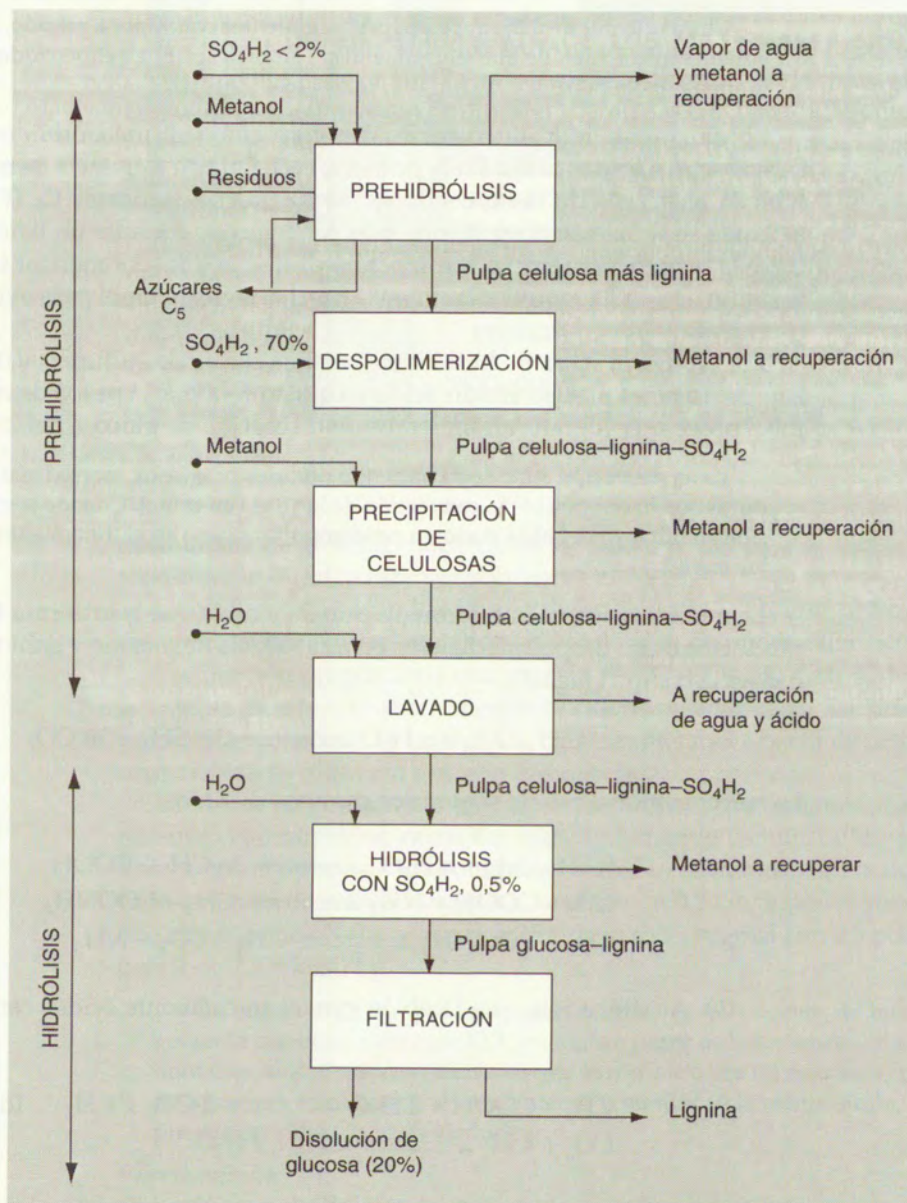 SO₄H₂ < 2%
Vapor de agua
y metanol a
recuperación
Metanol
Residuos
PREHIDRÓLISIS
Pulpa celulosa más lignina
Azúcares
C₅
SO₄H₂ , 70%
DESPOLIMERIZACIÓN
Metanol a recuperación
PREHIDRÓLISIS
Metanol
Pulpa celulosa–lignina–SO₄H₂
PRECIPITACIÓN
DE
CELULOSAS
Metanol a recuperación
H₂O
Pulpa celulosa–lignina–SO₄H₂
LAVADO
A recuperación
de agua y ácido
H₂O
Pulpa celulosa–lignina–SO₄H₂
HIDRÓLISIS
CON SO₄H₂, 0,5%
Metanol a recuperar
HIDRÓLISIS
Pulpa glucosa–lignina
FILTRACIÓN
Lignina
Disolución de
glucosa (20%)